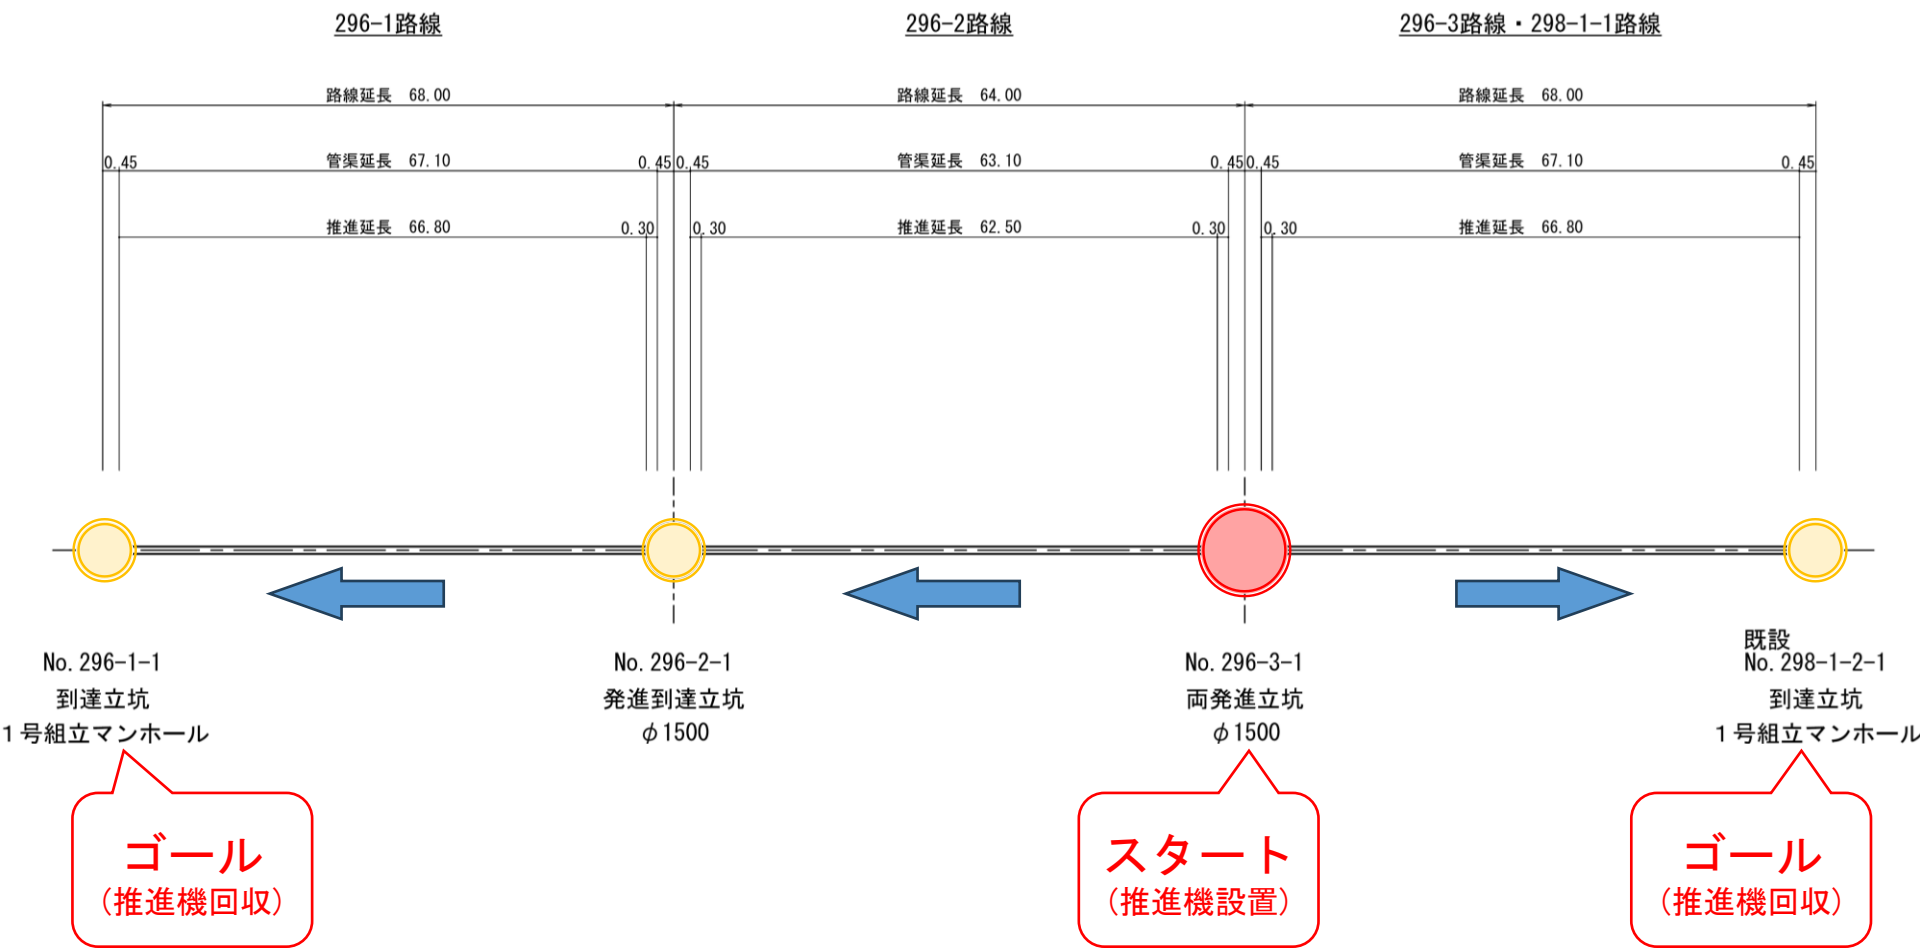 296-1路線
296-2路線
296-3路線・298-1-1路線
路線延長 68.00
路線延長 64.00
路線延長 68.00
0.45
管渠延長 67.10
0.45
0.45
管渠延長 63.10
0.45
0.45
管渠延長 67.10
0.45
推進延長 66.80
0.30
0.30
推進延長 62.50
0.30
0.30
推進延長 66.80
No.296-1-1
到達立坑
1号組立マンホール
No.296-2-1
発進到達立坑
φ1500
No.296-3-1
両発進立坑
φ1500
既設
No.298-1-2-1
到達立坑
1号組立マンホール
ゴール
(推進機回収)
スタート
(推進機設置)
ゴール
(推進機回収)